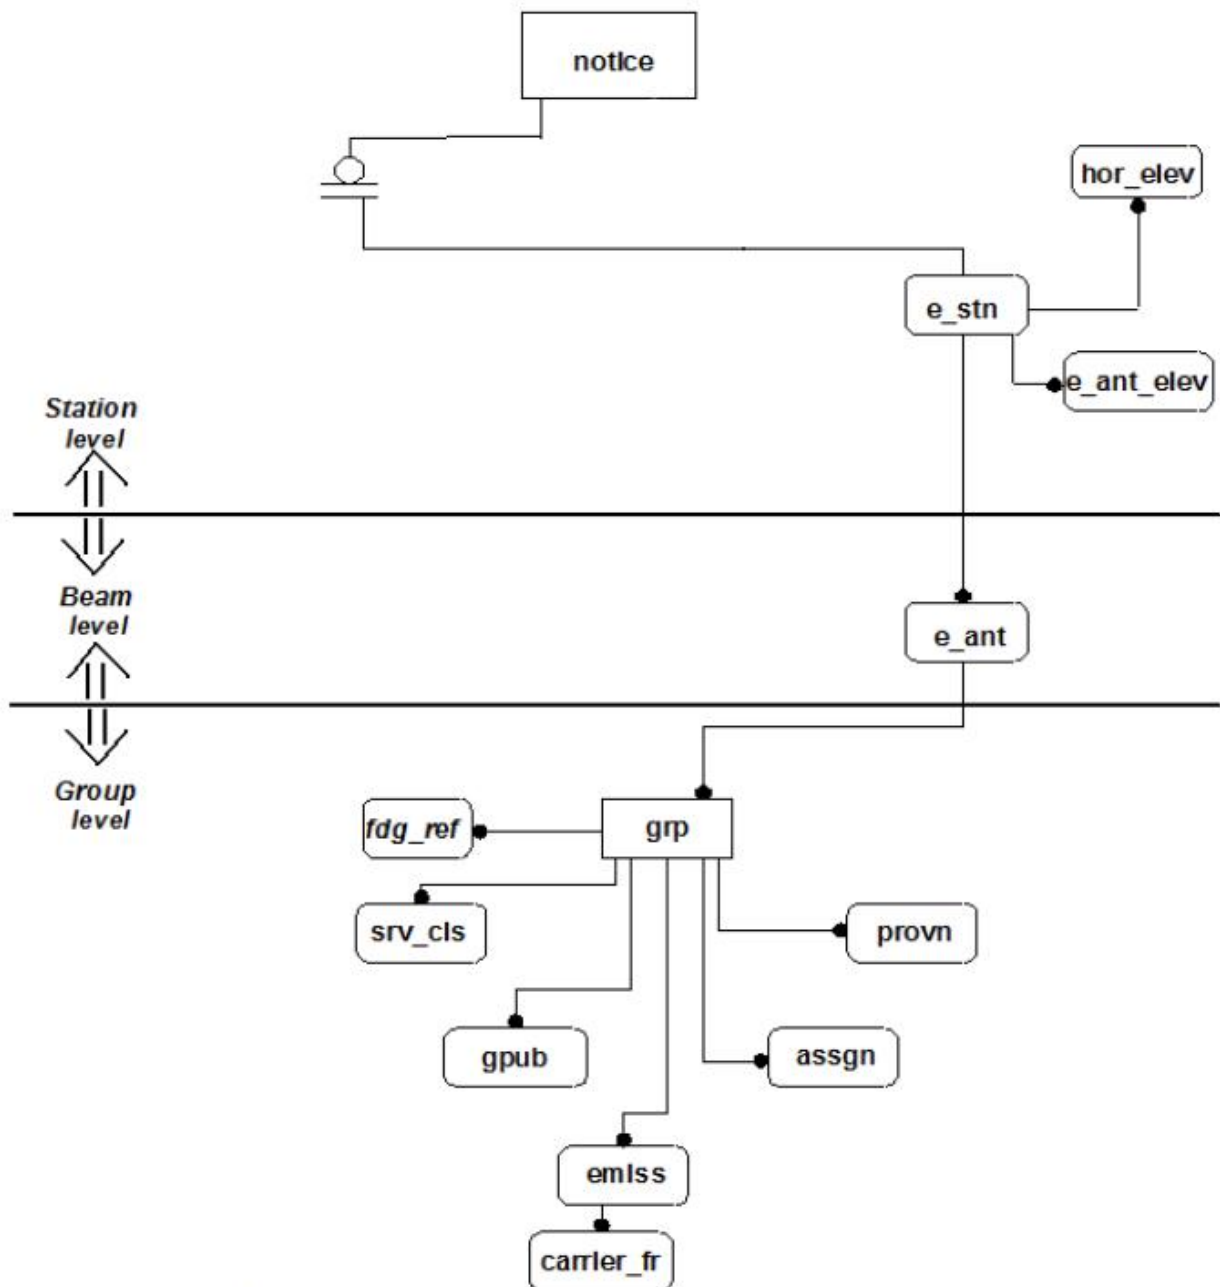 notice
hor_elev
e_stn
e_ant_elev
Station
level
Beam
level
e_ant
Group
level
fdg_ref
grp
srv_cls
provn
gpub
assgn
emiss
carrier_fr